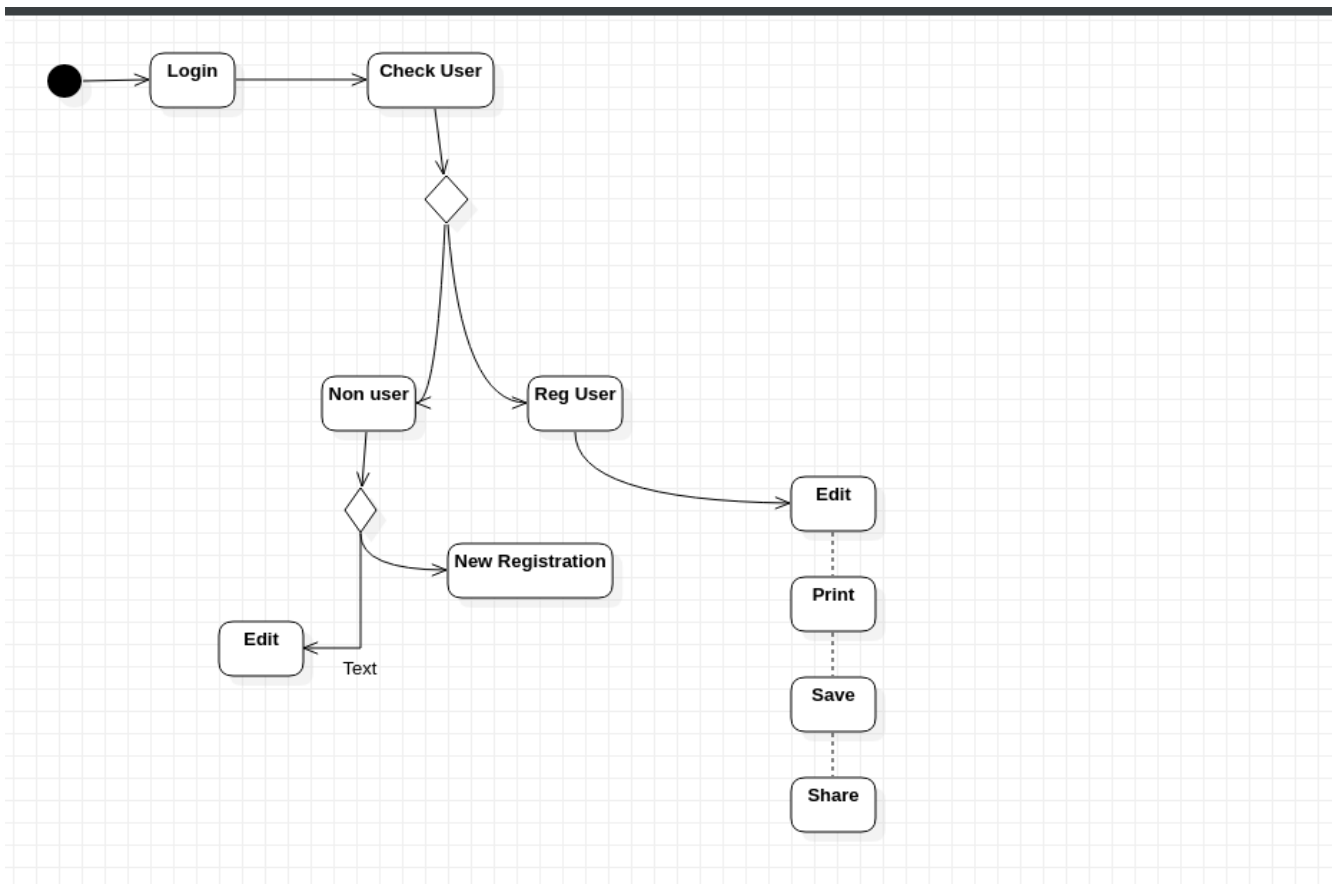 Login
Check User
Non user
Reg User
Edit
New Registration
Print
Edit
Text
Save
Share